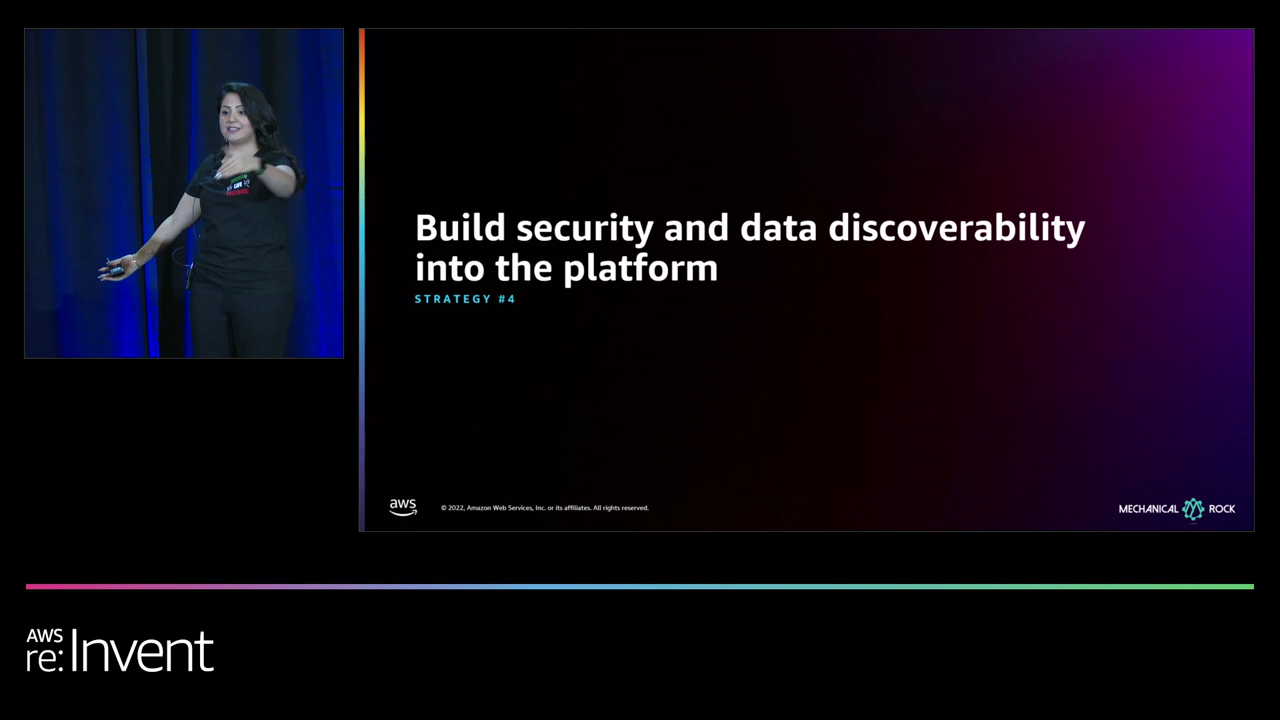 Build security and data discoverability
into the platform
STRATEGY #4
aws
© 2022, Amazon Web Services, Inc. or its affiliates. All rights reserved.
MECHANICAL ROCK
AWS
re:Invent